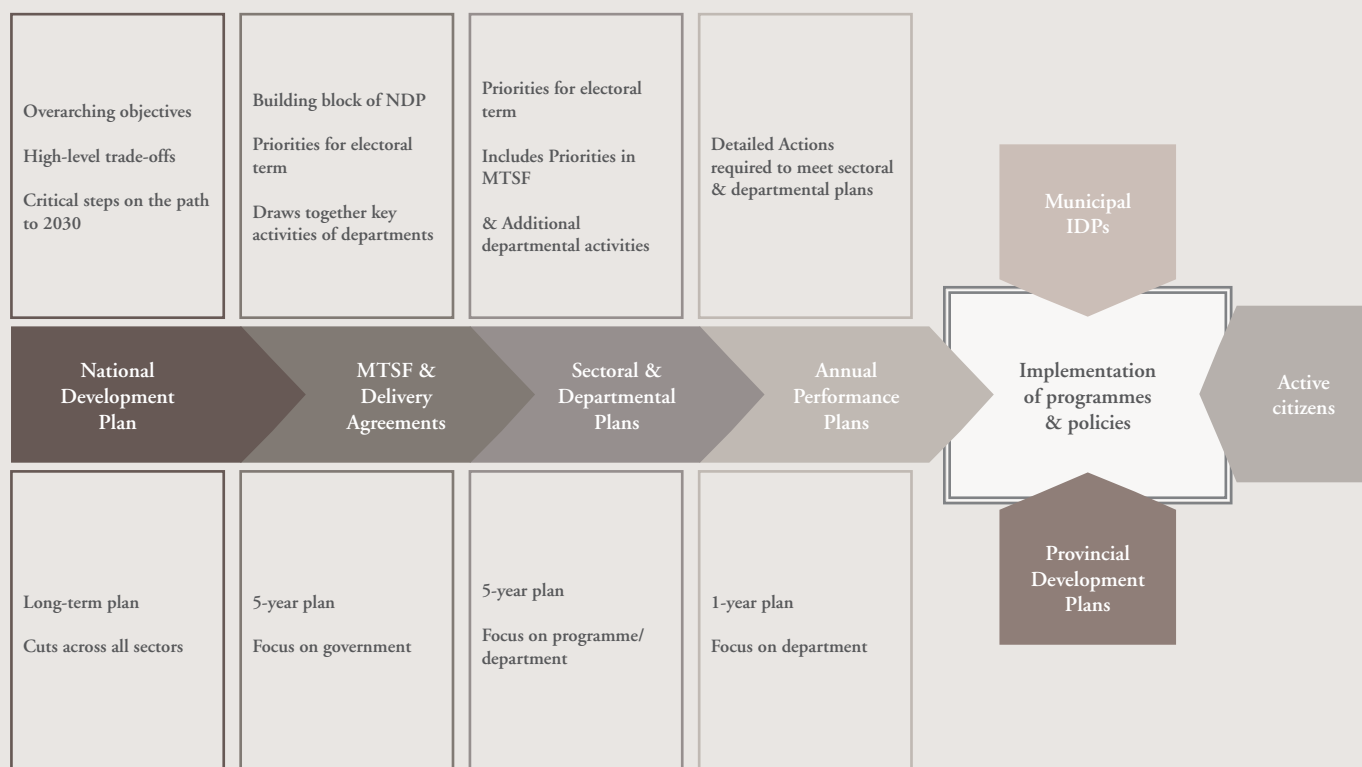 Overarching objectives
High-level trade-offs
Critical steps on the path
to 2030
Building block of NDP
Priorities for electoral
term
Draws together key
activities of departments
Priorities for electoral
term
Includes Priorities in
MTSF
& Additional
departmental activities
Detailed Actions
required to meet sectoral
& departmental plans
Municipal
IDPs
National
Development
Plan
MTSF &
Delivery
Agreements
Sectoral &
Departmental
Plans
Annual
Performance
Plans
Implementation
of programmes
& policies
Active
citizens
Long-term plan
Cuts across all sectors
5-year plan
Focus on government
5-year plan
Focus on programme/
department
1-year plan
Focus on department
Provincial
Development
Plans